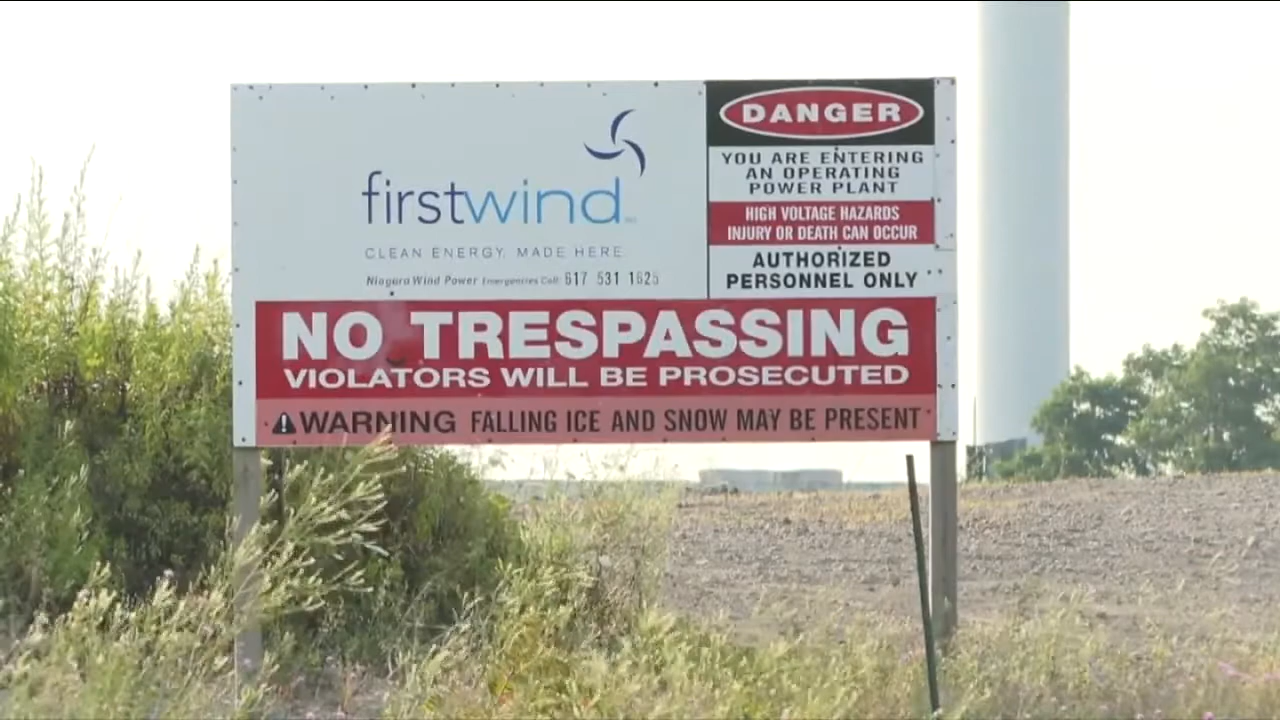 firstwind
CLEAN ENERGY. MADE HERE.
Niagara Wind Power Emergencies Call: 617 531 1625
DANGER
YOU ARE ENTERING
AN OPERATING
POWER PLANT
HIGH VOLTAGE HAZARDS
INJURY OR DEATH CAN OCCUR
AUTHORIZED
PERSONNEL ONLY
NO TRESPASSING
VIOLATORS WILL BE PROSECUTED
WARNING FALLING ICE AND SNOW MAY BE PRESENT